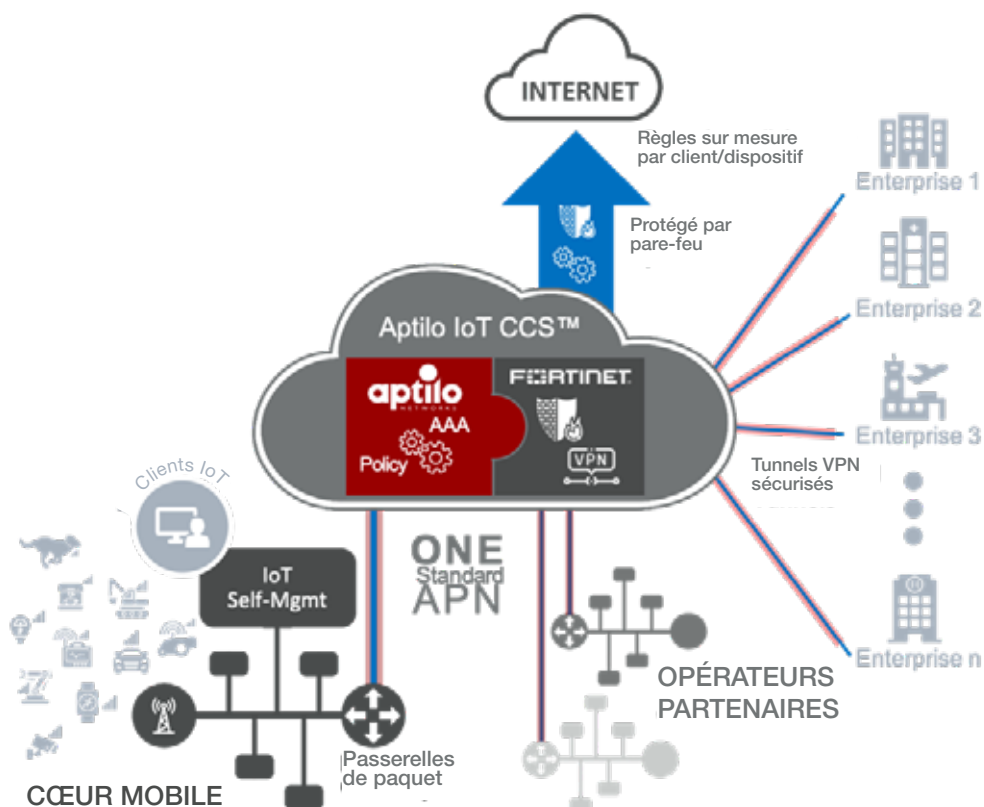 INTERNET
Règles sur mesure
par client/dispositif
Protégé par
pare-feu
Enterprise 1
Enterprise 2
Enterprise 3
Enterprise n
Tunnels VPN
sécurisés
Aptilo IoT CCS™
aptilo
NETWORKS
AAA
Policy
FORTINET
VPN
Clients IoT
IoT
Self-Mgmt
ONE
Standard
APN
OPÉRATEURS
PARTENAIRES
Passerelles
de paquet
CŒUR MOBILE